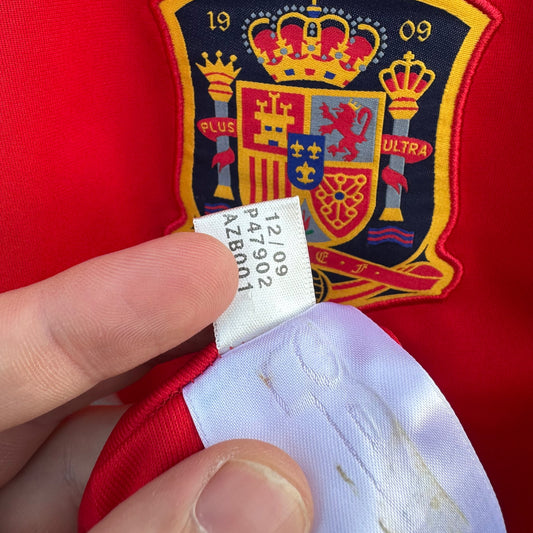 19 09
PLUS ULTRA
E. F.
12/09
P47902
AZB001